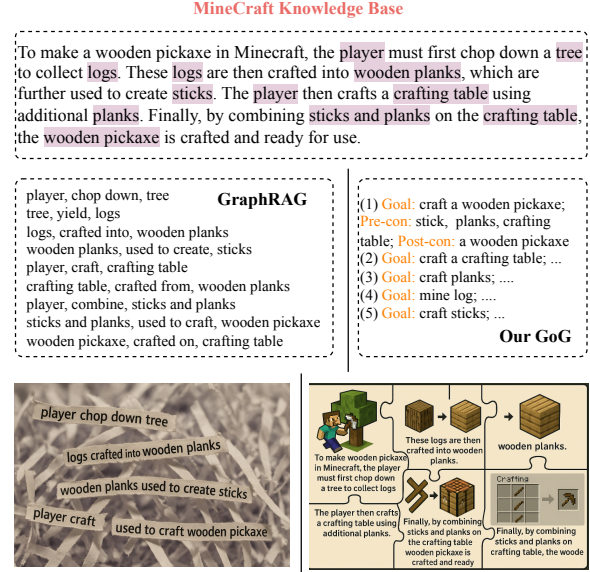 MineCraft Knowledge Base
To make a wooden pickaxe in Minecraft, the player must first chop down a tree
to collect logs. These logs are then crafted into wooden planks, which are
further used to create sticks. The player then crafts a crafting table using
additional planks. Finally, by combining sticks and planks on the crafting table,
the wooden pickaxe is crafted and ready for use.
GraphRAG
player, chop down, tree
tree, yield, logs
logs, crafted into, wooden planks
wooden planks, used to create, sticks
player, craft, crafting table
crafting table, crafted from, wooden planks
player, combine, sticks and planks
sticks and planks, used to craft, wooden pickaxe
wooden pickaxe, crafted on, crafting table
(1) Goal: craft a wooden pickaxe;
Pre-con: stick, planks, crafting
table; Post-con: a wooden pickaxe
(2) Goal: craft a crafting table; ...
(3) Goal: craft planks; ....
(4) Goal: mine log; ....
(5) Goal: craft sticks; ...
Our GoG
player chop down tree
logs crafted into wooden planks
wooden planks used to create sticks
player craft
used to craft wooden pickaxe
To make wooden pickaxe
in Minecraft, the player
must first chop down
a tree to collect logs
These logs are then
crafted into wooden
planks.
wooden planks.
The player then crafts
a crafting table using
additional planks.
Finally, by combining
sticks and planks on
the crafting table
wooden pickaxe is
crafted and ready
Crafting
Finally, by combining
sticks and planks on
crafting table, the woode